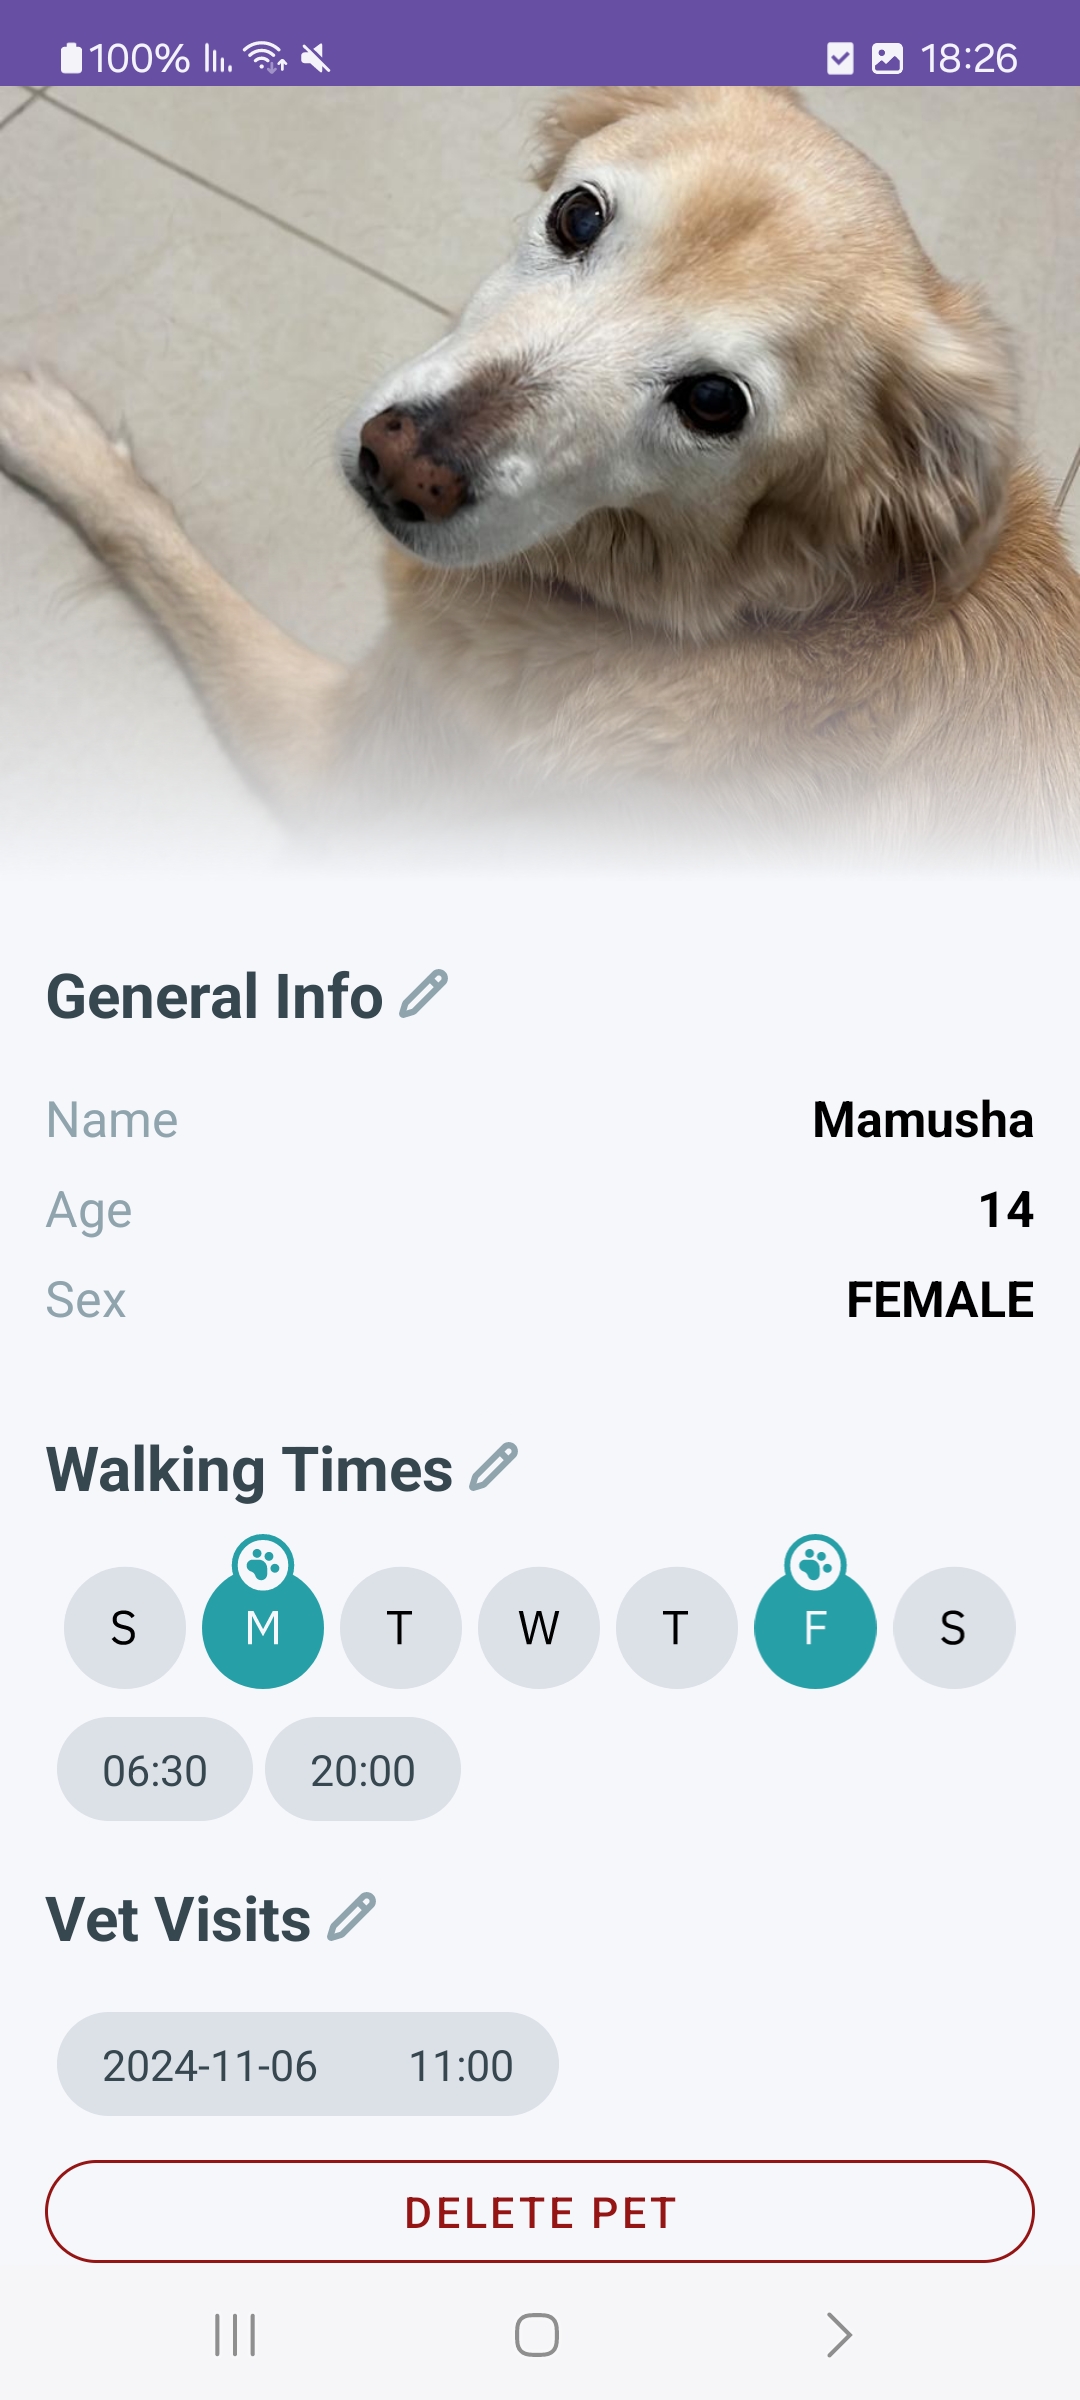 100% 18:26
General Info
Name Mamusha
Age 14
Sex FEMALE
Walking Times
S M T W T F S
06:30 20:00
Vet Visits
2024-11-06 11:00
DELETE PET